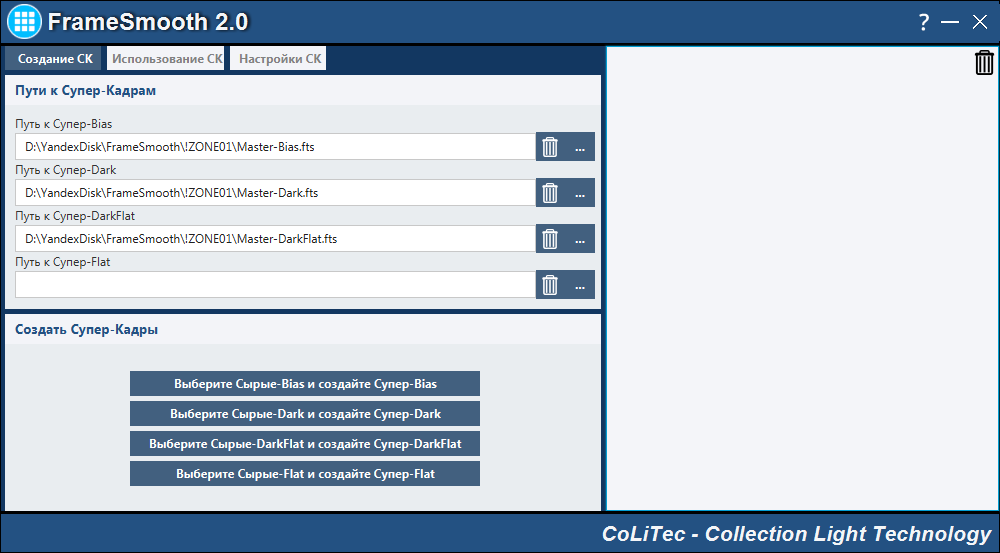 FrameSmooth 2.0
? — ×
Создание СК
Использование СК
Настройки СК
Пути к Супер-Кадрам
Путь к Супер-Bias
D:\YandexDisk\FrameSmooth\!ZONE01\Master-Bias.fts
...
Путь к Супер-Dark
D:\YandexDisk\FrameSmooth\!ZONE01\Master-Dark.fts
...
Путь к Супер-DarkFlat
D:\YandexDisk\FrameSmooth\!ZONE01\Master-DarkFlat.fts
...
Путь к Супер-Flat
...
Создать Супер-Кадры
Выберите Сырые-Bias и создайте Супер-Bias
Выберите Сырые-Dark и создайте Супер-Dark
Выберите Сырые-DarkFlat и создайте Супер-DarkFlat
Выберите Сырые-Flat и создайте Супер-Flat
CoLiTec - Collection Light Technology